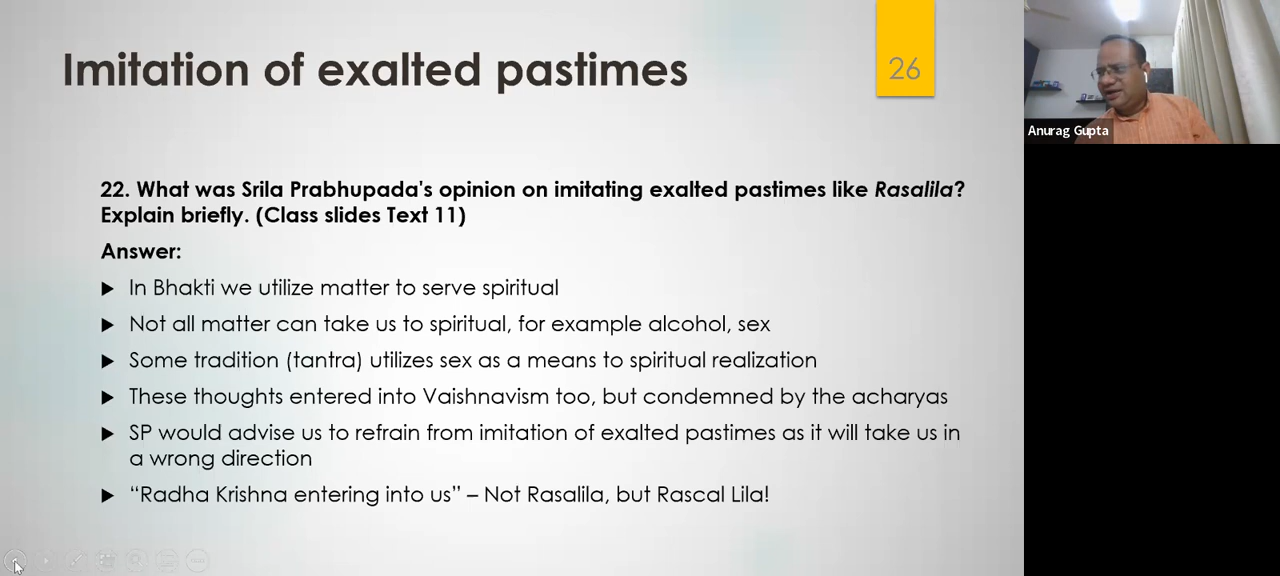 Imitation of exalted pastimes
26
Anurag Gupta
22. What was Srila Prabhupada's opinion on imitating exalted pastimes like Rasalila?
Explain briefly. (Class slides Text 11)
Answer:
In Bhakti we utilize matter to serve spiritual
Not all matter can take us to spiritual, for example alcohol, sex
Some tradition (tantra) utilizes sex as a means to spiritual realization
These thoughts entered into Vaishnavism too, but condemned by the acharyas
SP would advise us to refrain from imitation of exalted pastimes as it will take us in
a wrong direction
“Radha Krishna entering into us” – Not Rasalila, but Rascal Lila!